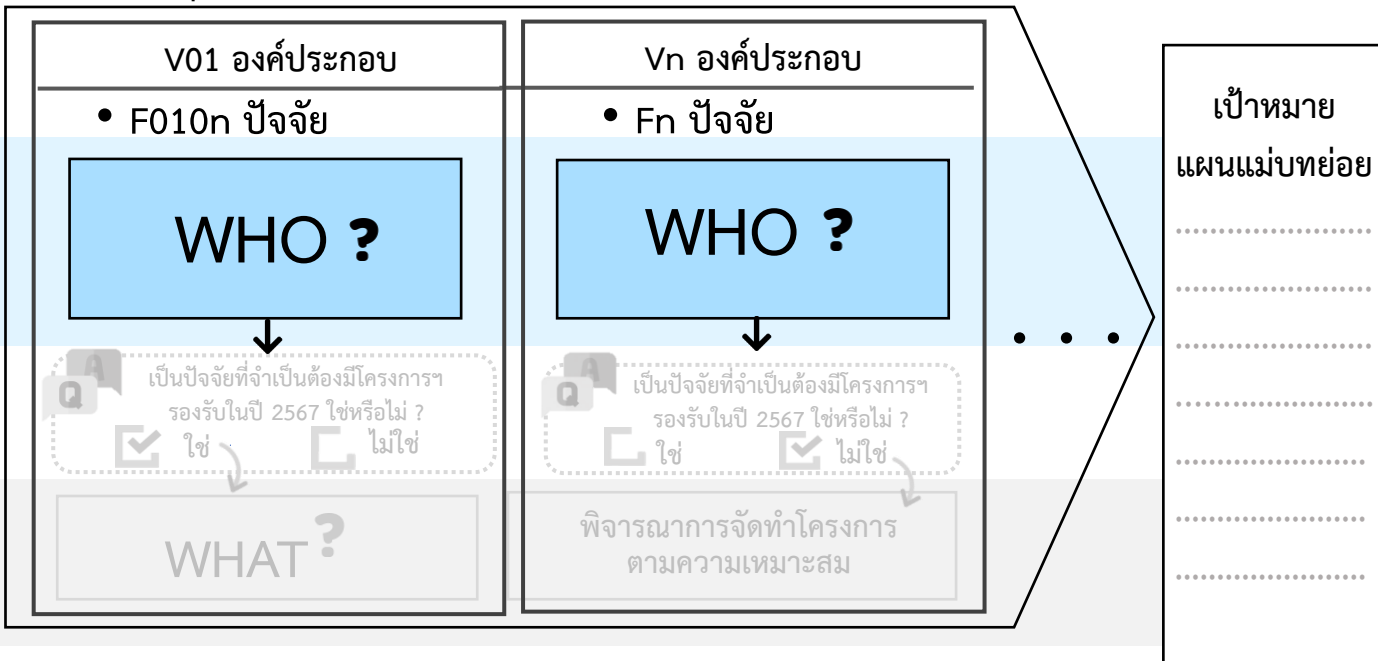 V01 องค์ประกอบ
• F010n ปัจจัย
WHO ?
Q A
เป็นปัจจัยที่จำเป็นต้องมีโครงการฯ
รองรับในปี 2567 ใช่หรือไม่ ?
ใช่ ไม่ใช่
WHAT ?
Vn องค์ประกอบ
• Fn ปัจจัย
WHO ?
Q A
เป็นปัจจัยที่จำเป็นต้องมีโครงการฯ
รองรับในปี 2567 ใช่หรือไม่ ?
ใช่ ไม่ใช่
พิจารณาการจัดทำโครงการ
ตามความเหมาะสม
• • •
เป้าหมาย
แผนแม่บทย่อย
........................
........................
........................
........................
........................
........................
........................